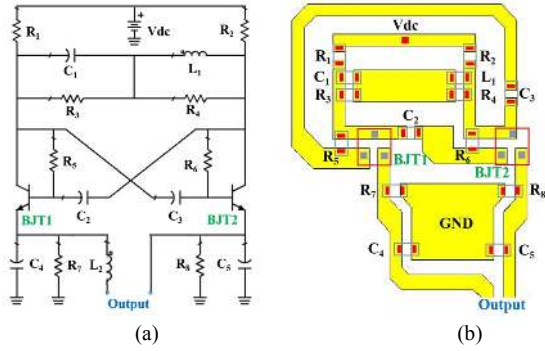 R1
Vdc
R2
C1
L1
R3
R4
R5
R6
C2
C3
BJT1
BJT2
C4
R7
L2
R8
C5
Output
(a)
Vdc
R1
R2
C1
L1
R3
R4
C3
C2
R5
BJT1
R6
BJT2
R7
R8
GND
C4
C5
Output
(b)